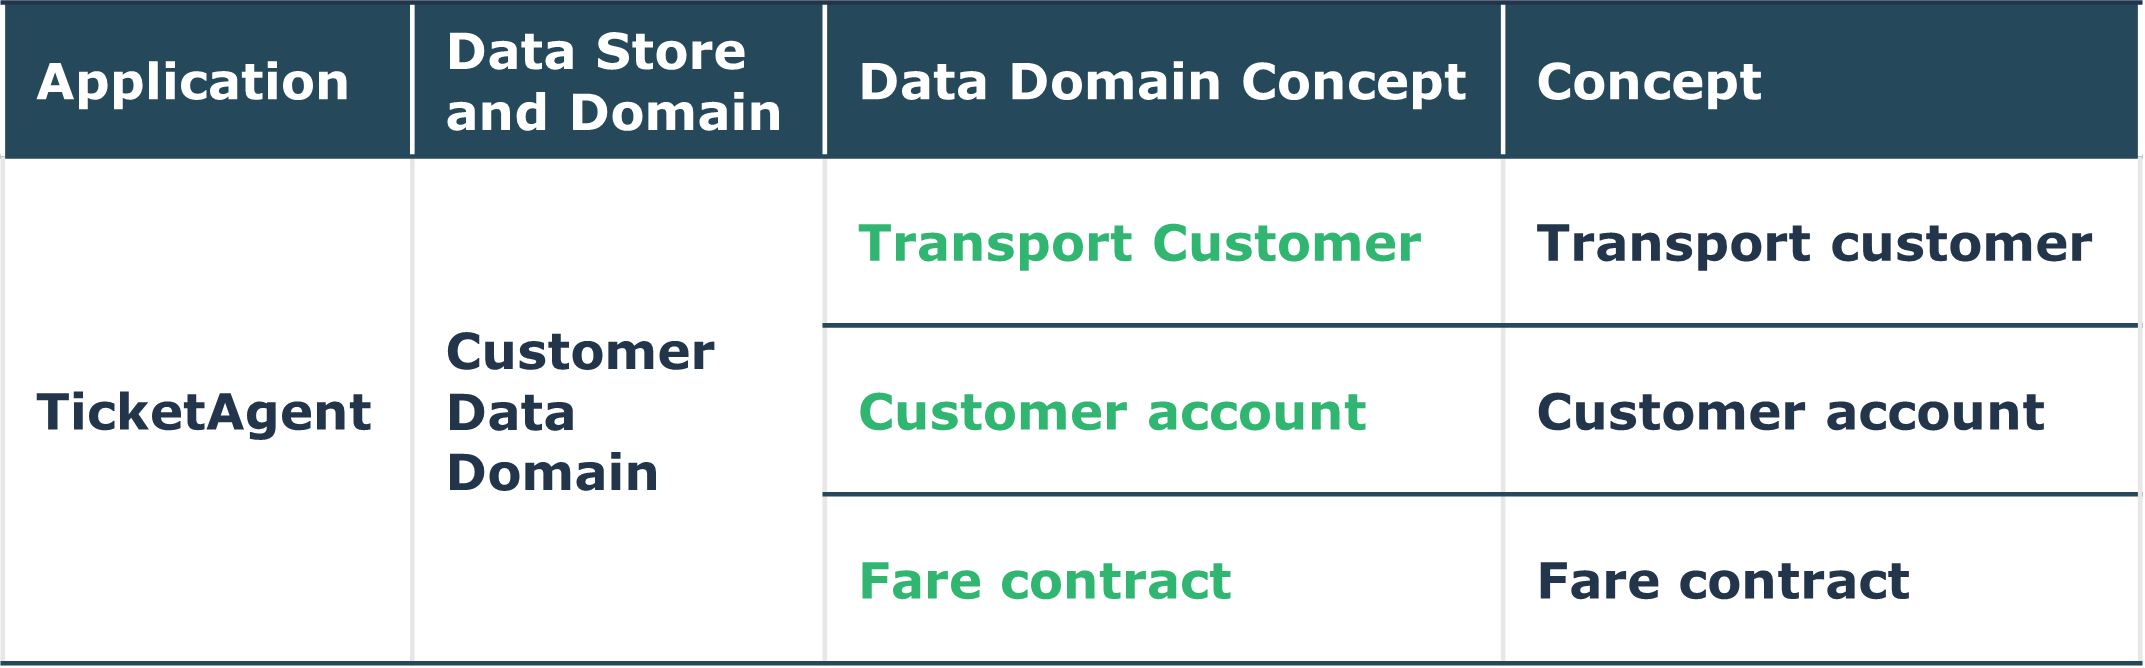 Application
Data Store
and Domain
Data Domain Concept
Concept
TicketAgent
Customer
Data
Domain
Transport Customer
Transport customer
Customer account
Customer account
Fare contract
Fare contract